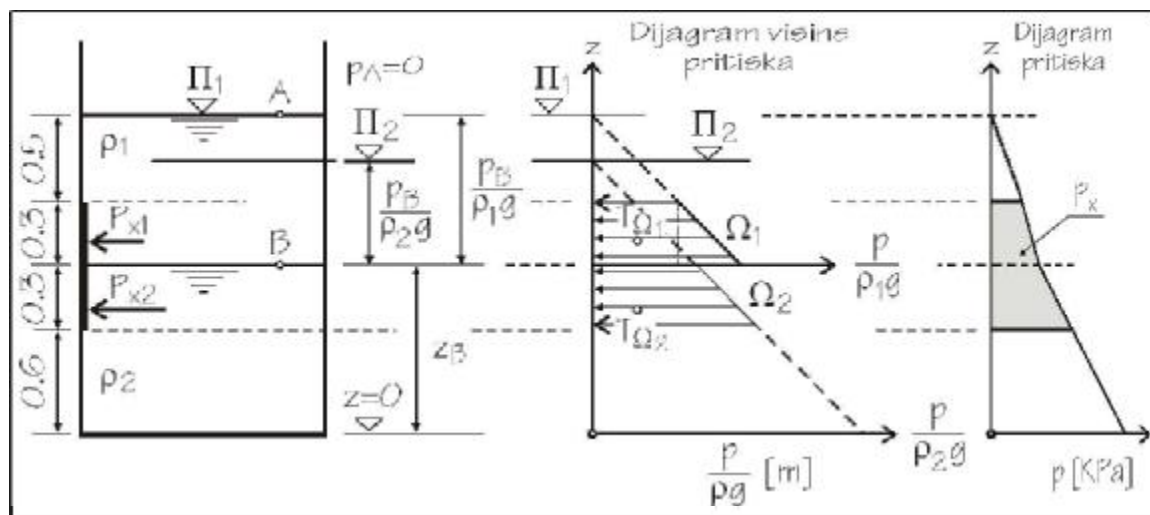 Dijagram visine
pritiska
Dijagram
pritiska
z
z
Π1
A
pA=0
Π1
Π2
Π2
ρ1
0.5
0.3
0.3
0.6
Px1
B
Px2
ρ2
z=0
pB
ρ2g
pB
ρ1g
zB
TΩ1
Ω1
Ω2
TΩ2
p
ρ1g
p
ρ2g
p
ρg [m]
Px
p [KPa]